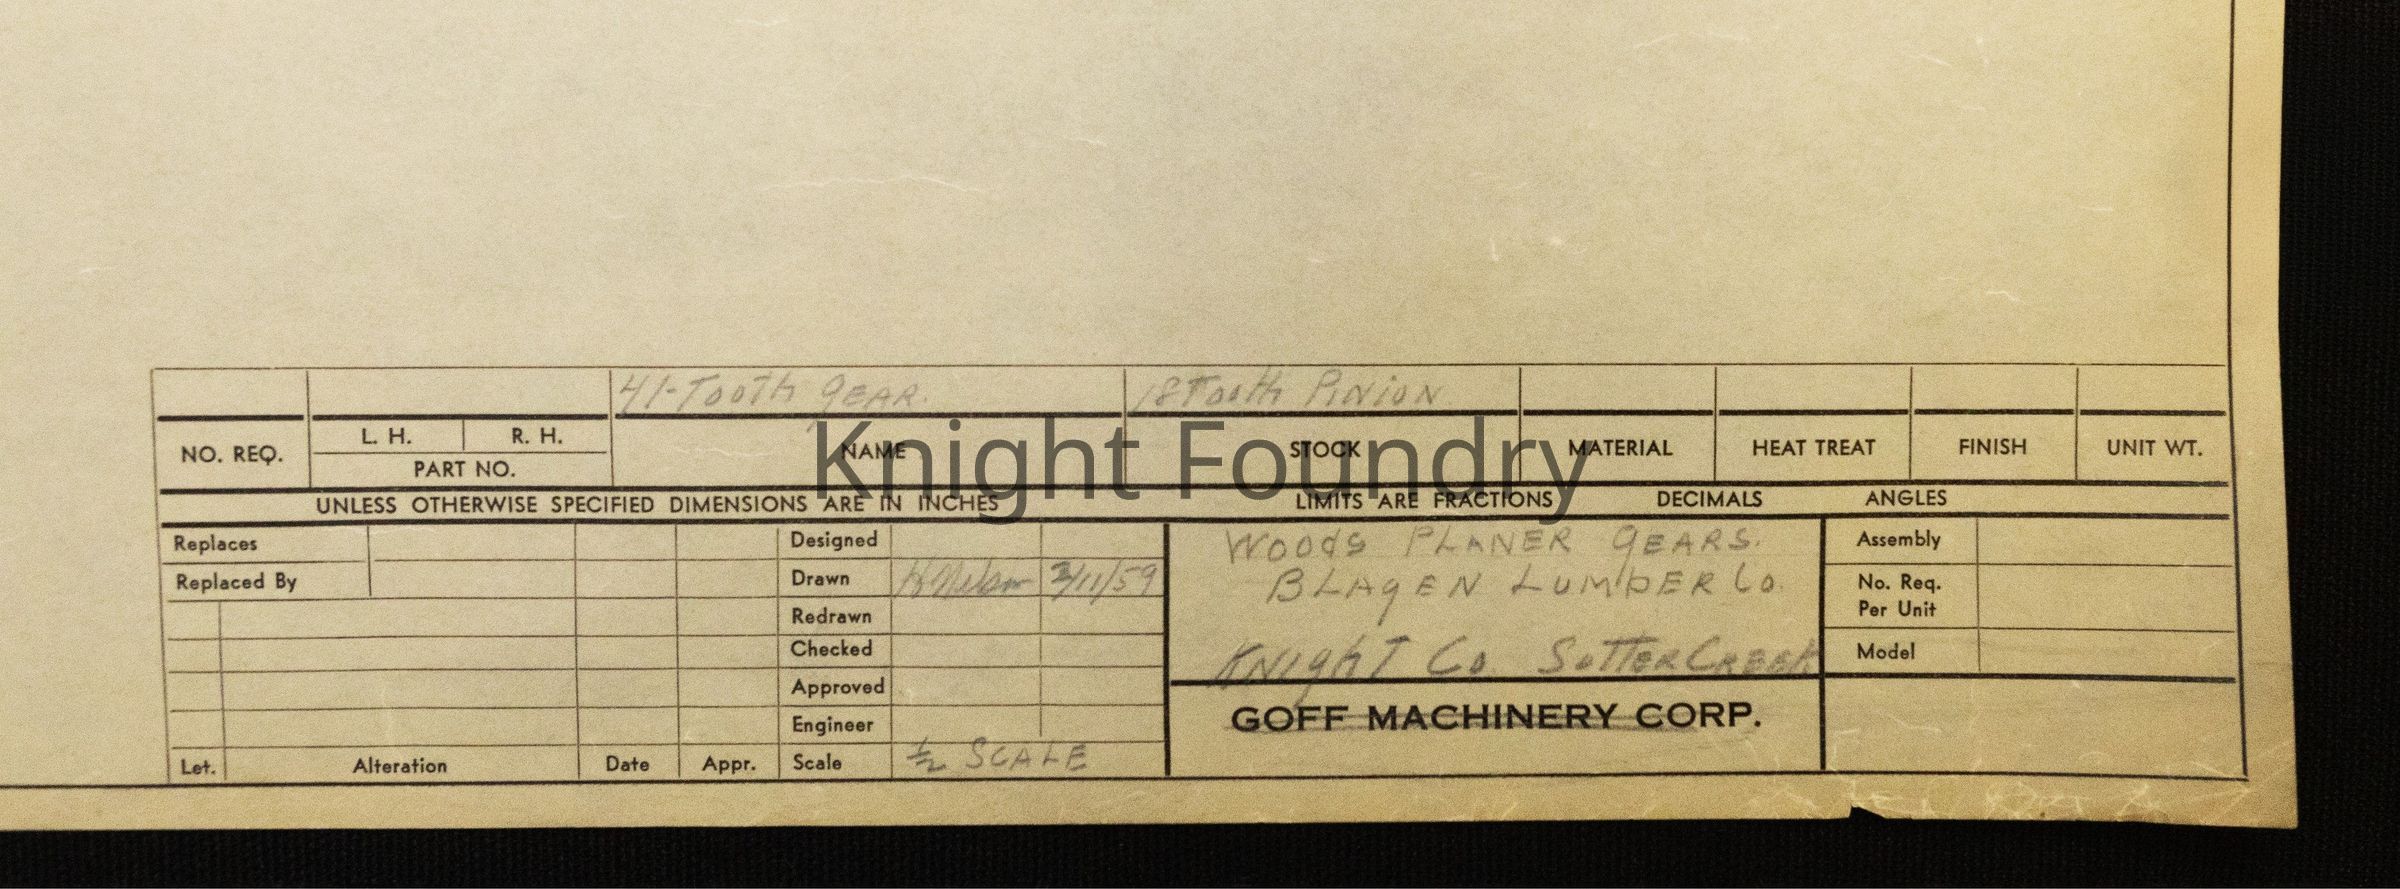 41-Tooth GEAR. 18 Tooth PINION
NO. REQ. L. H. R. H. PART NO. NAME STOCK MATERIAL HEAT TREAT FINISH UNIT WT.
Knight Foundry
UNLESS OTHERWISE SPECIFIED DIMENSIONS ARE IN INCHES LIMITS ARE FRACTIONS DECIMALS ANGLES
Replaces
Replaced By
Let. Alteration Date Appr.
Designed
Drawn H Nelson 3/11/59
Redrawn
Checked
Approved
Engineer
Scale ½ SCALE
WOODS PLANER GEARS.
BLAGEN LUMBER Co.
KNIGHT Co. SUTTER CREEK
GOFF MACHINERY CORP.
Assembly
No. Req.
Per Unit
Model